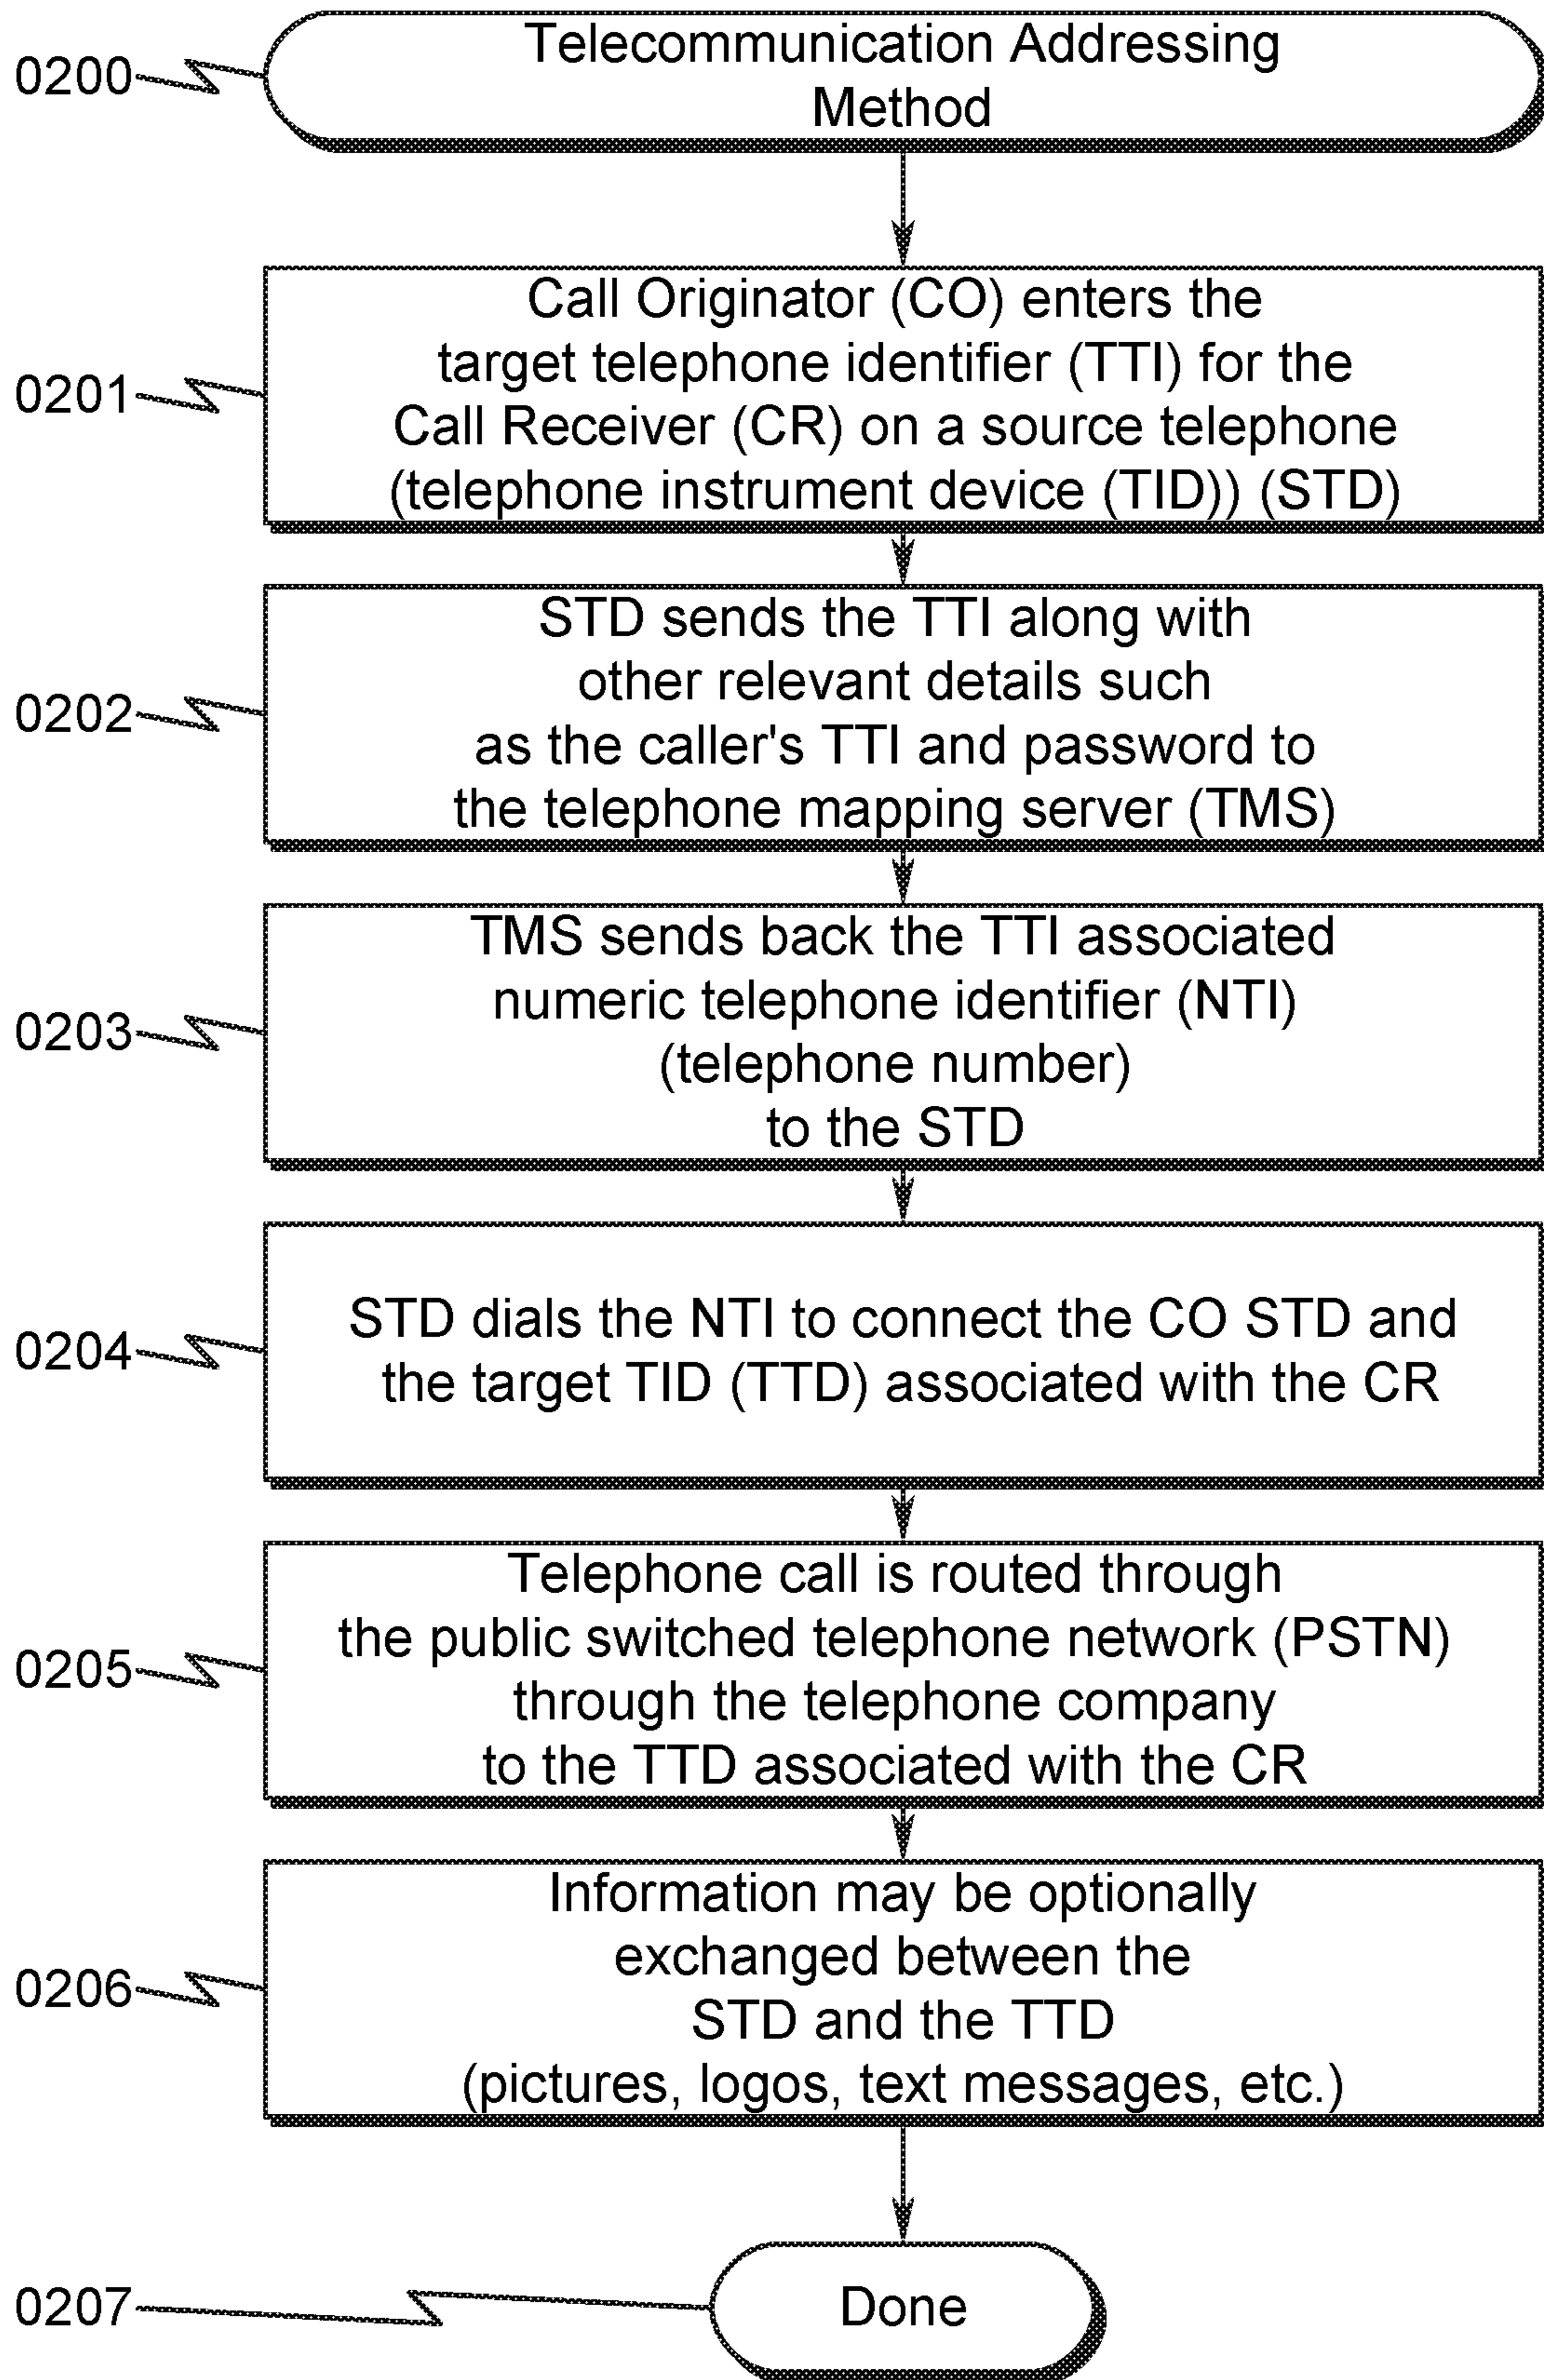 0200
Telecommunication Addressing
Method
0201
Call Originator (CO) enters the
target telephone identifier (TTI) for the
Call Receiver (CR) on a source telephone
(telephone instrument device (TID)) (STD)
0202
STD sends the TTI along with
other relevant details such
as the caller's TTI and password to
the telephone mapping server (TMS)
0203
TMS sends back the TTI associated
numeric telephone identifier (NTI)
(telephone number)
to the STD
0204
STD dials the NTI to connect the CO STD and
the target TID (TTD) associated with the CR
0205
Telephone call is routed through
the public switched telephone network (PSTN)
through the telephone company
to the TTD associated with the CR
0206
Information may be optionally
exchanged between the
STD and the TTD
(pictures, logos, text messages, etc.)
0207
Done